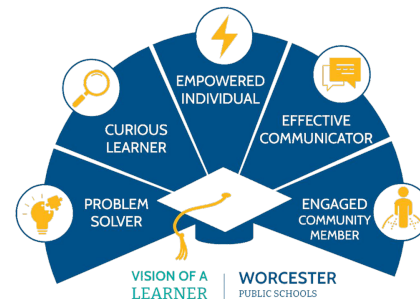 EMPOWERED
INDIVIDUAL
CURIOUS
LEARNER
EFFECTIVE
COMMUNICATOR
PROBLEM
SOLVER
ENGAGED
COMMUNITY
MEMBER
VISION OF A
LEARNER
WORCESTER
PUBLIC SCHOOLS